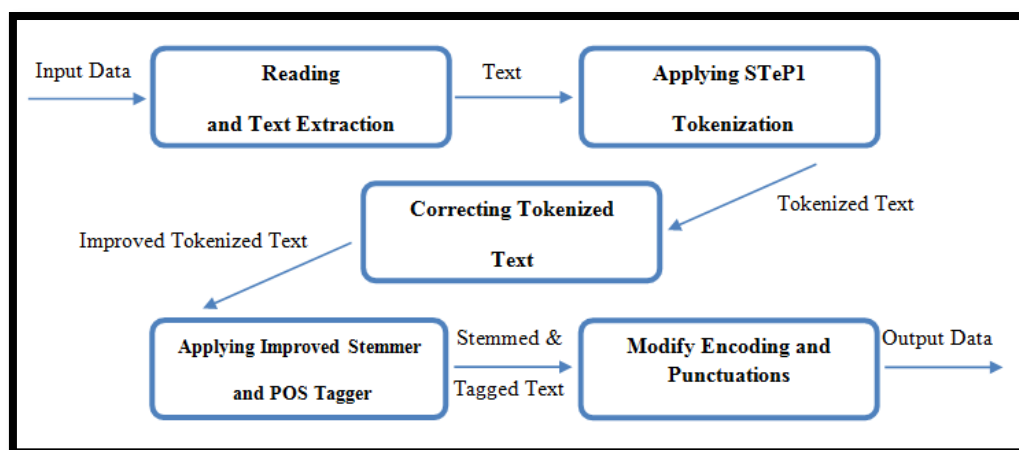 Input Data
Reading
and Text Extraction
Text
Applying STeP1
Tokenization
Tokenized Text
Correcting Tokenized
Text
Improved Tokenized Text
Applying Improved Stemmer
and POS Tagger
Stemmed &
Tagged Text
Modify Encoding and
Punctuations
Output Data